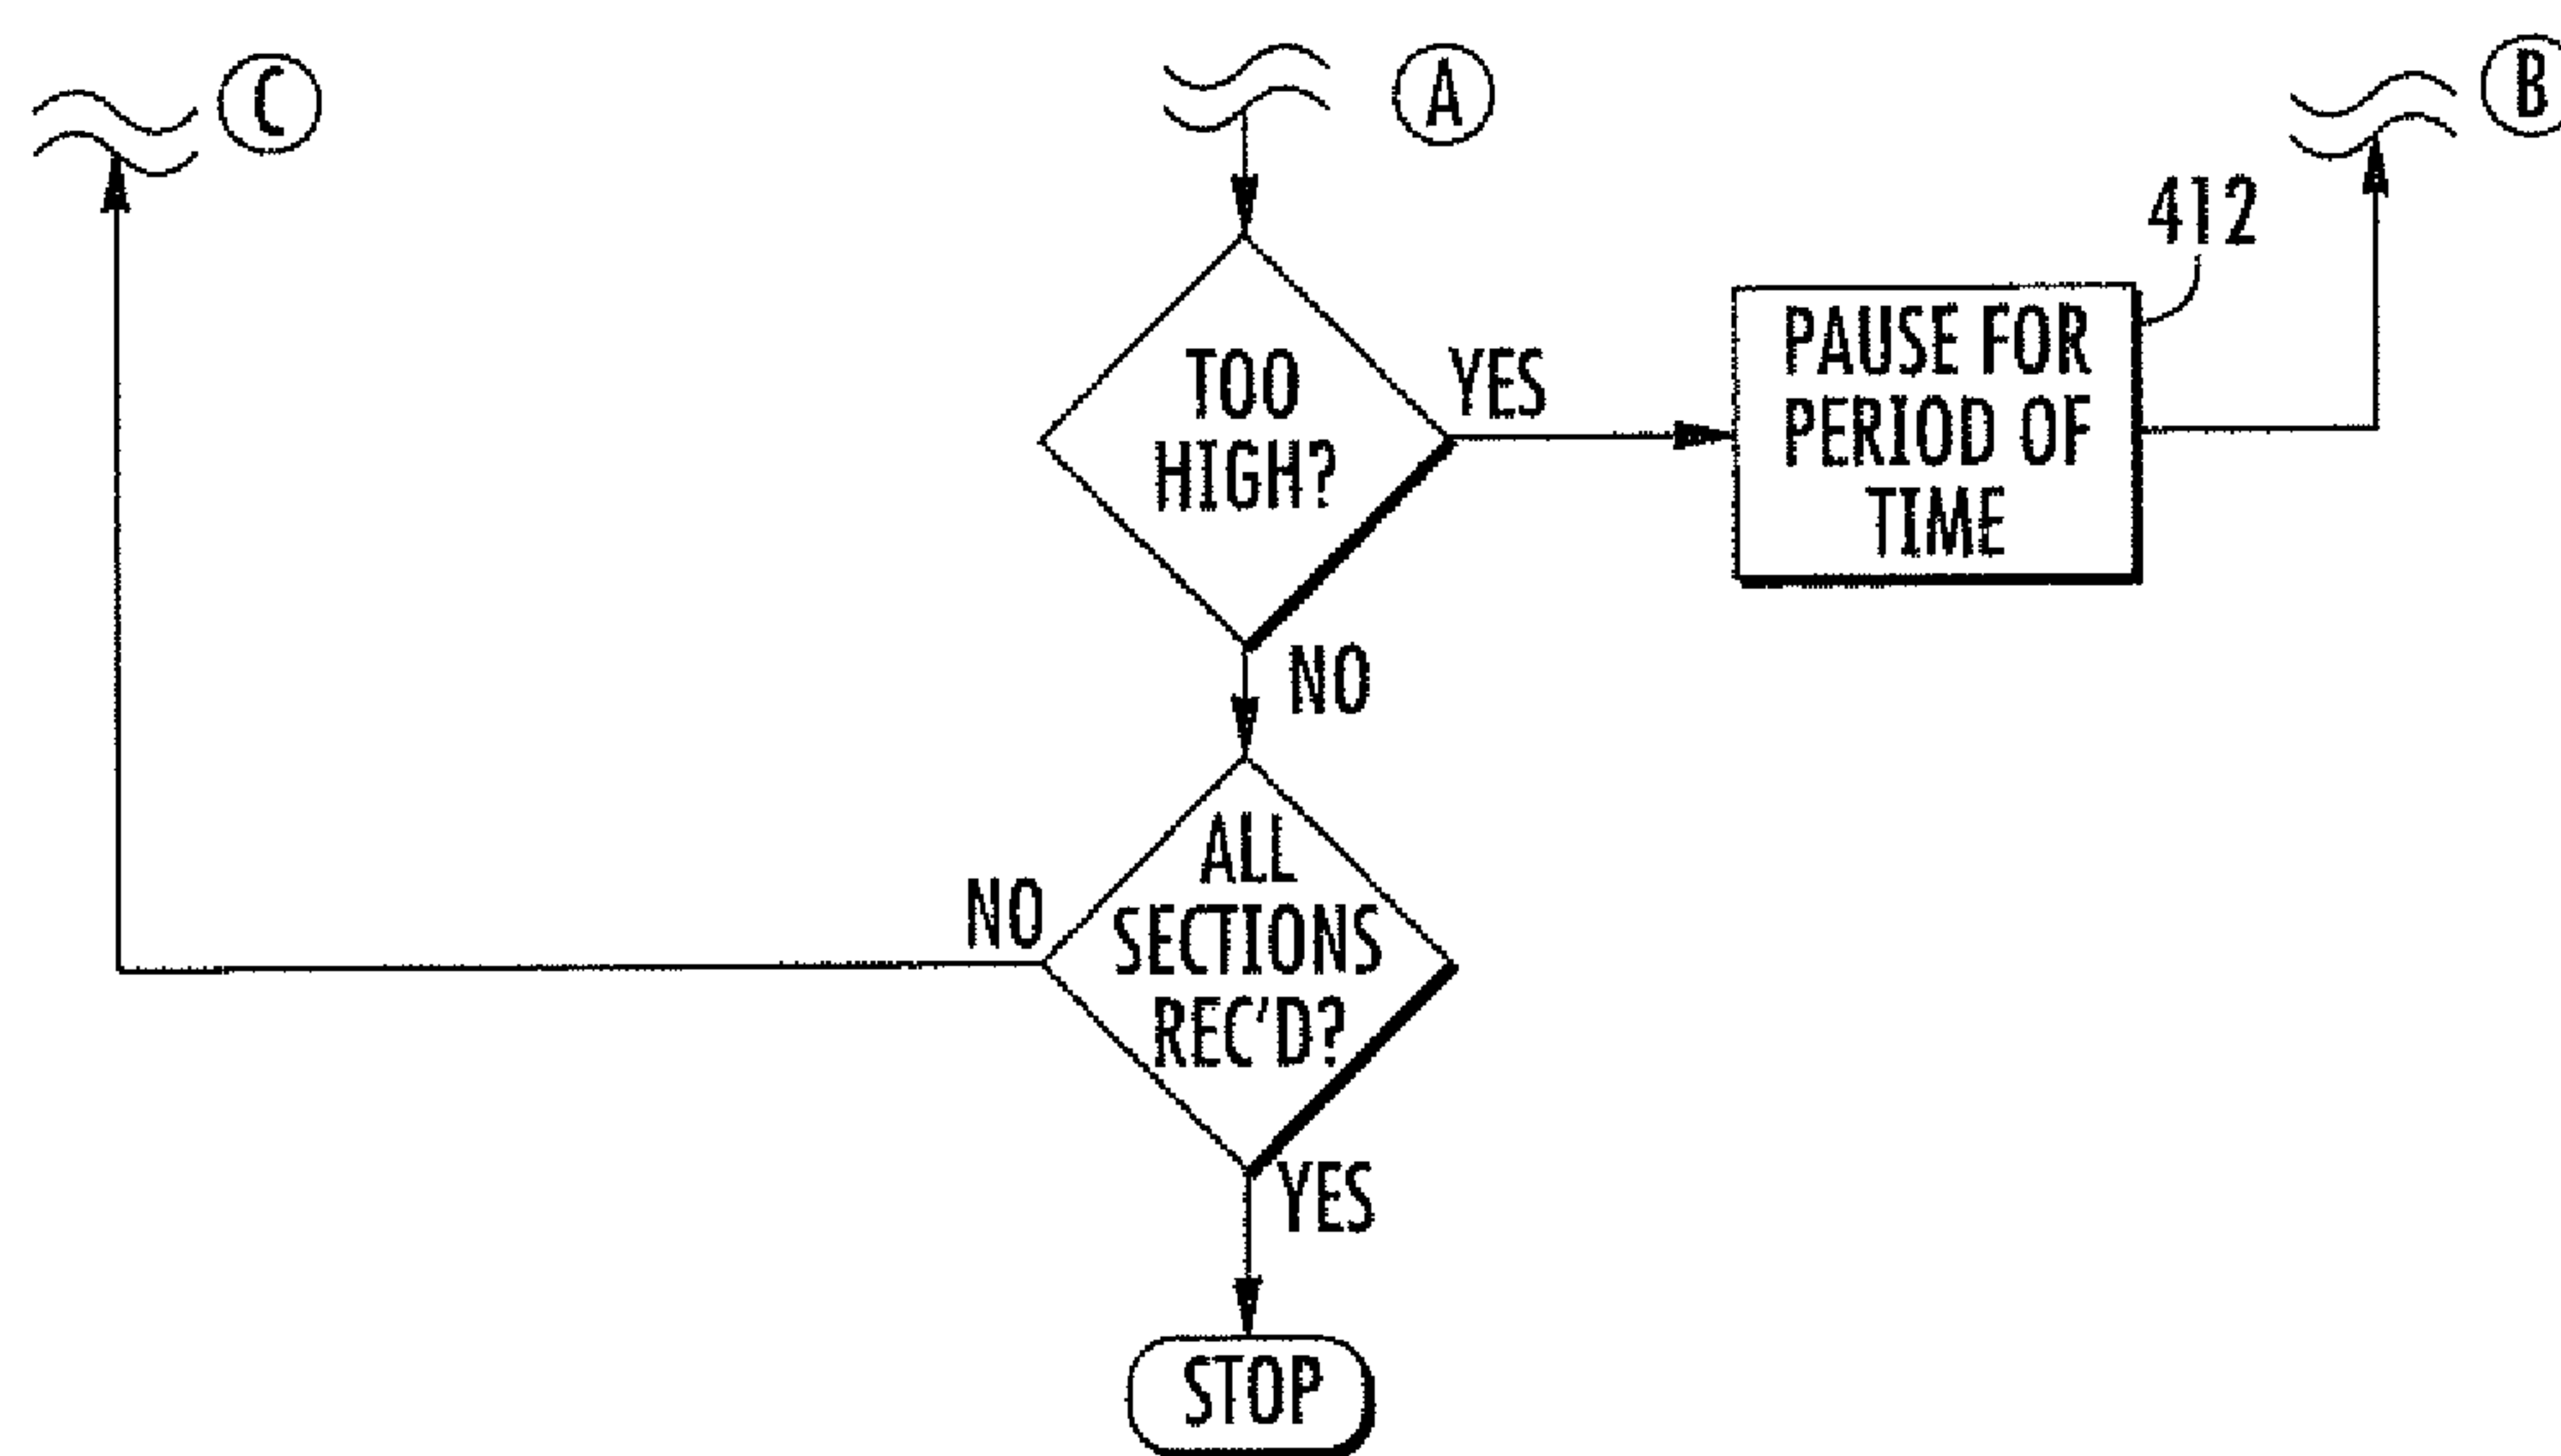 C
A
B
412
TOO
HIGH?
YES
PAUSE FOR
PERIOD OF
TIME
NO
ALL
SECTIONS
REC'D?
NO
YES
STOP